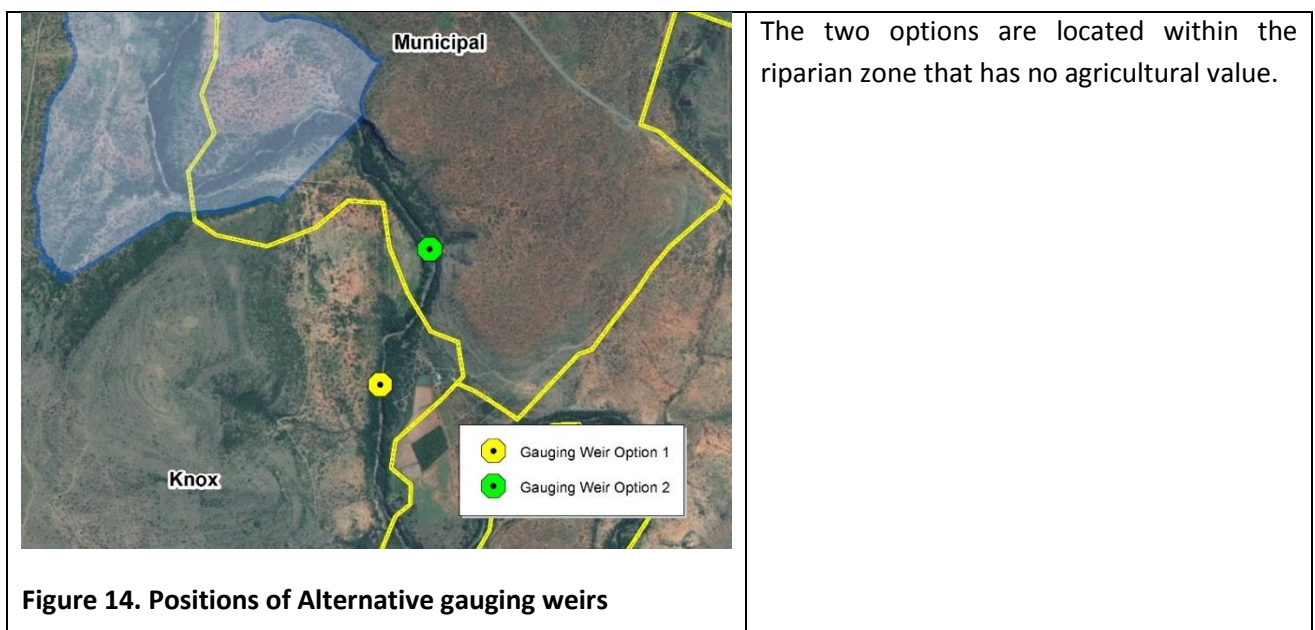 Municipal
Knox
Gauging Weir Option 1
Gauging Weir Option 2
Figure 14. Positions of Alternative gauging weirs
The two options are located within the
riparian zone that has no agricultural value.